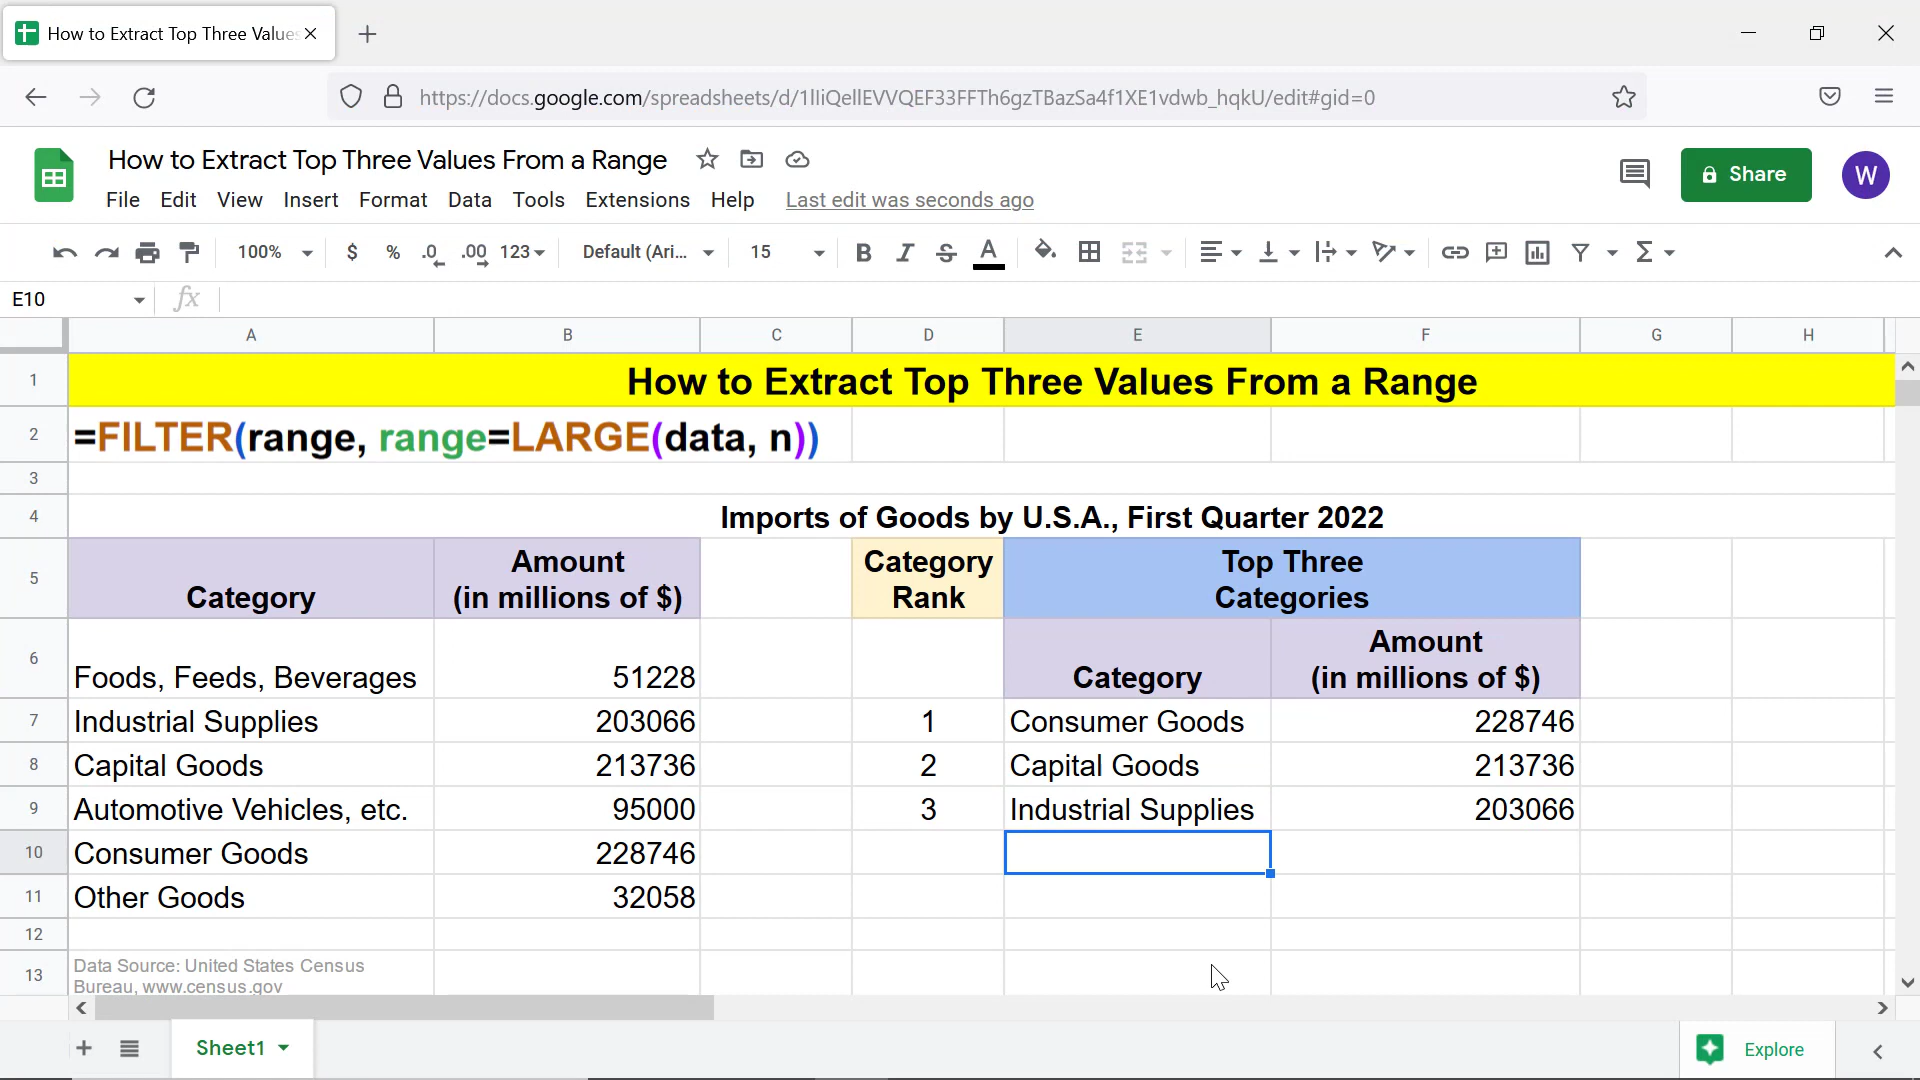 How to Extract Top Three Values
https://docs.google.com/spreadsheets/d/1lIiQellEVVQEF33FFTh6gzTBazSa4f1XE1vdwb_hqkU/edit#gid=0
How to Extract Top Three Values From a Range
Share
W
File Edit View Insert Format Data Tools Extensions Help Last edit was seconds ago
100% $ % .0 .00 123 Default (Ari... 15 B I S A
E10 fx
A B C D E F G H
1 How to Extract Top Three Values From a Range
2 =FILTER(range, range=LARGE(data, n))
3
4 Imports of Goods by U.S.A., First Quarter 2022
5 Category Amount (in millions of $) Category Rank Top Three Categories
6 Foods, Feeds, Beverages 51228 Category Amount (in millions of $)
7 Industrial Supplies 203066 1 Consumer Goods 228746
8 Capital Goods 213736 2 Capital Goods 213736
9 Automotive Vehicles, etc. 95000 3 Industrial Supplies 203066
10 Consumer Goods 228746
11 Other Goods 32058
12
13 Data Source: United States Census
Bureau, www.census.gov
Sheet1 Explore